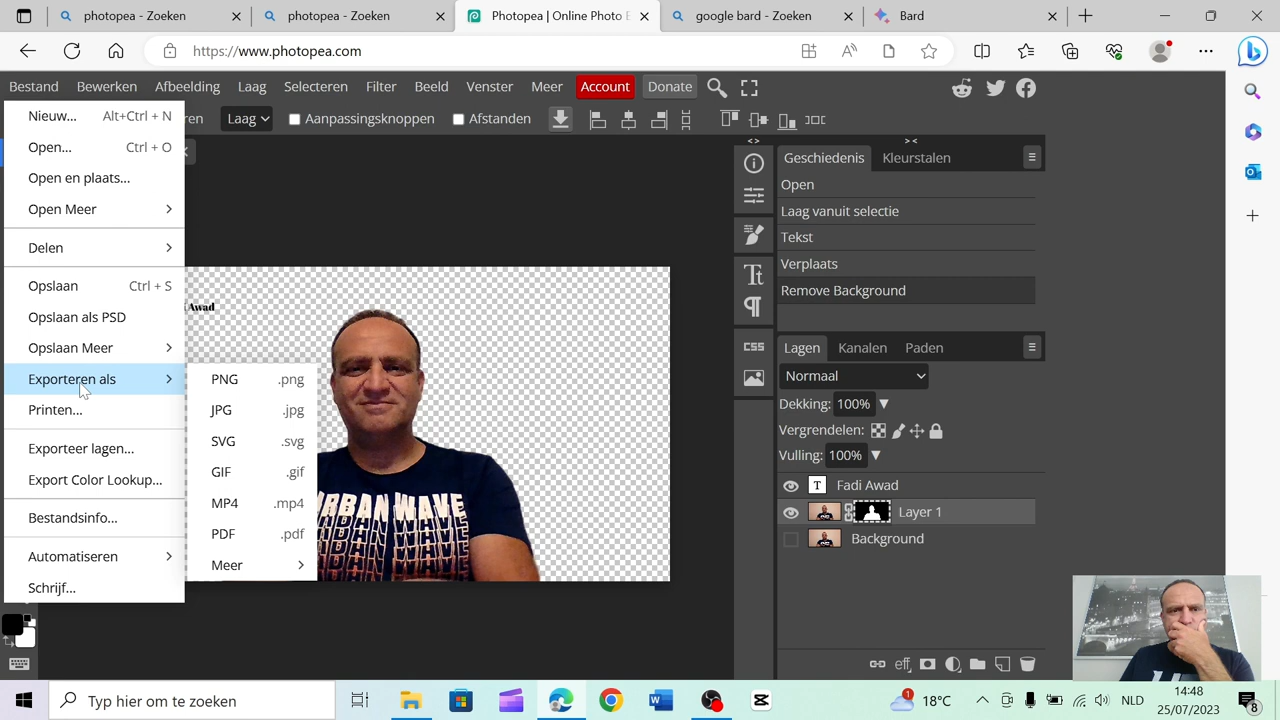 photopea - Zoeken
photopea - Zoeken
Photopea | Online Photo E
google bard - Zoeken
Bard
https://www.photopea.com
Bestand Bewerken Afbeelding Laag Selecteren Filter Beeld Venster Meer Account Donate
ren Laag Aanpassingsknoppen Afstanden
Nieuw... Alt+Ctrl + N
Open... Ctrl + O
Open en plaats...
Open Meer >
Delen >
Opslaan Ctrl + S
Opslaan als PSD
Opslaan Meer >
Exporteren als >
Printen...
Exporteer lagen...
Export Color Lookup...
Bestandsinfo...
Automatiseren >
Schrijf...
PNG .png
JPG .jpg
SVG .svg
GIF .gif
MP4 .mp4
PDF .pdf
Meer >
i Awad
URBAN WAVE
< >
> <
Geschiedenis Kleurstalen
Open
Laag vanuit selectie
Tekst
Verplaats
Remove Background
CSS
Lagen Kanalen Paden
Normaal
Dekking: 100%
Vergrendelen:
Vulling: 100%
T Fadi Awad
Layer 1
Background
eff
Typ hier om te zoeken
1
18°C
NLD
14:48
25/07/2023
8